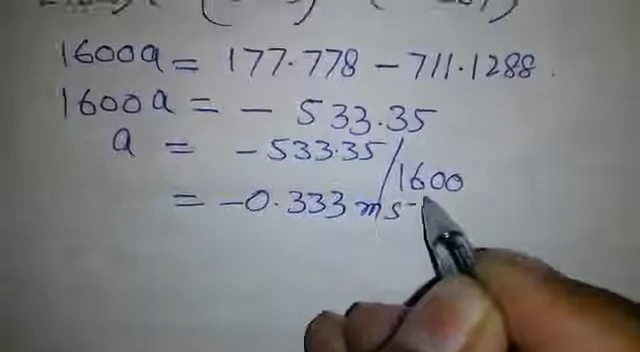 1600a = 177.778 - 711.1288
1600a = - 533.35
a = - 533.35/1600
= -0.333 ms-